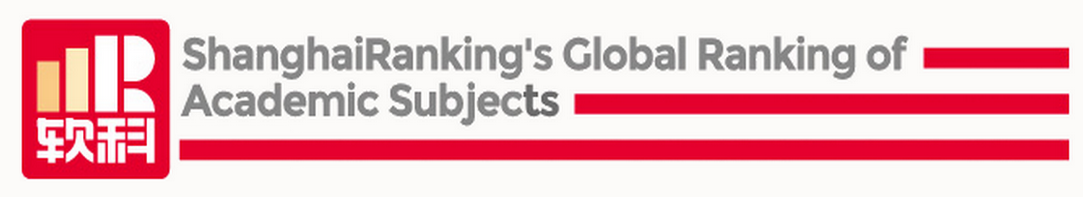 软科
ShanghaiRanking's Global Ranking of
Academic Subjects